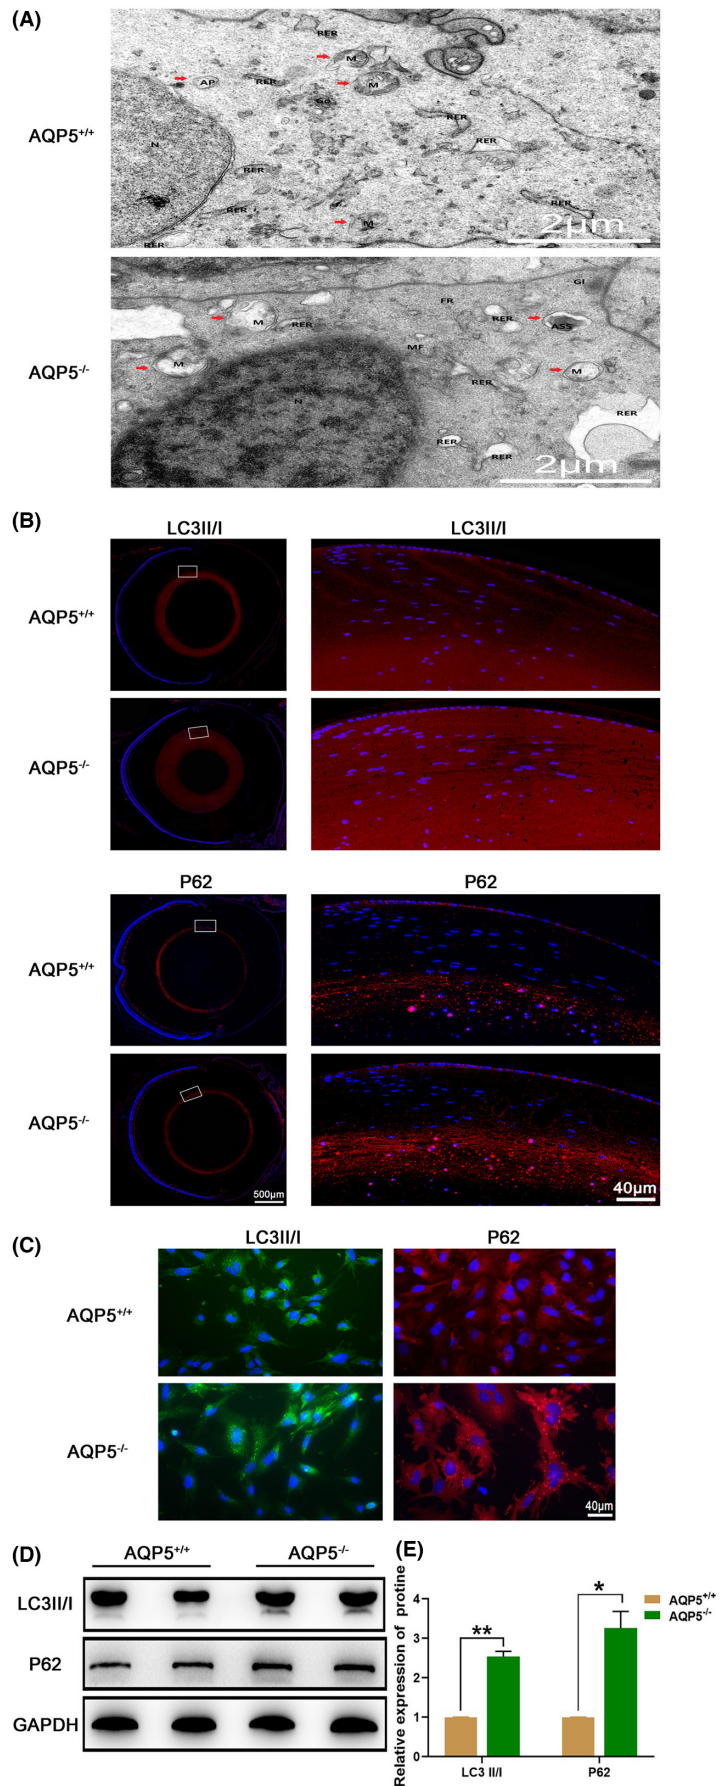 (A)
RER
M
AP
RER
M
Go
RER
N
RER
RER
RER
RER
M
RER
2μm
AQP5+/+
GI
FR
M
RER
RER
ASS
MF
M
RER
M
N
RER
RER
RER
2μm
AQP5-/-
(B)
LC3II/I
LC3II/I
AQP5+/+
AQP5-/-
P62
P62
AQP5+/+
AQP5-/-
500μm
40μm
(C)
LC3II/I
P62
AQP5+/+
AQP5-/-
40μm
(D)
AQP5+/+
AQP5-/-
LC3II/I
P62
GAPDH
(E)
Relative expression of protine
5
4
3
2
1
0
**
*
AQP5+/+
AQP5-/-
LC3 II/I
P62